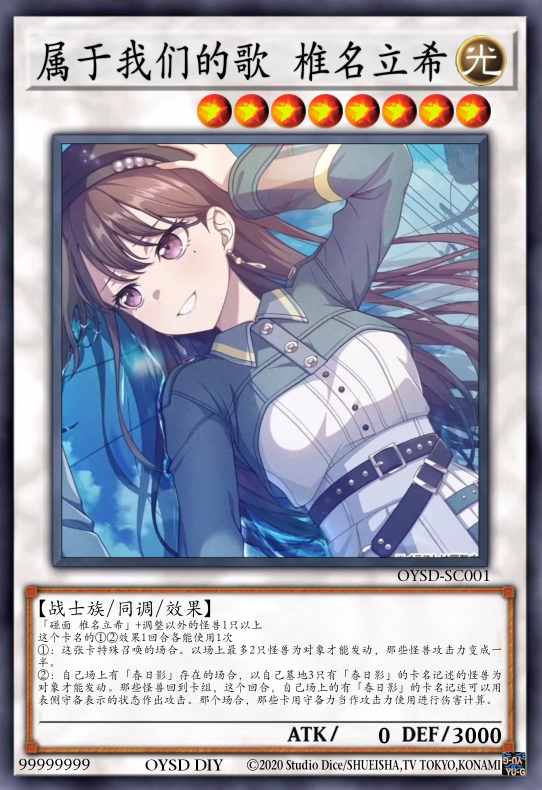 属于我们的歌 椎名立希
光
OYSD-SC001
【战士族/同调/效果】
「碰面 椎名立希」+调整以外的怪兽1只以上
这个卡名的①②效果1回合各能使用1次
①：这张卡特殊召唤的场合。以场上最多2只怪兽为对象才能发动，那些怪兽攻击力变成一
半。
②：自己场上有「春日影」存在的场合，以自己墓地3只有「春日影」的卡名记述的怪兽为
对象才能发动。那些怪兽回到卡组，这个回合，自己场上的有「春日影」的卡名记述可以用
表侧守备表示的状态作出攻击。那个场合，那些卡用守备力当作攻击力使用进行伤害计算。
ATK/ 0 DEF/3000
99999999 OYSD DIY ©2020 Studio Dice/SHUEISHA,TV TOKYO,KONAMI